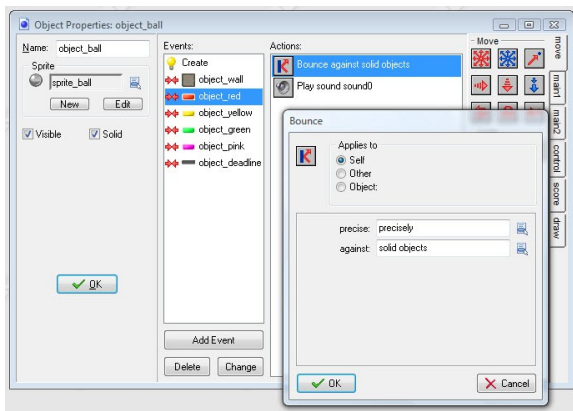 Object Properties: object_ball
Name: object_ball
Sprite
sprite_ball
New Edit
Visible Solid
OK
Events:
Create
object_wall
object_red
object_yellow
object_green
object_pink
object_deadline
Add Event
Delete Change
Actions:
Bounce against solid objects
Play sound sound0
Move
move
main1
main2
control
score
draw
Bounce
Applies to
Self
Other
Object:
precise: precisely
against: solid objects
OK Cancel